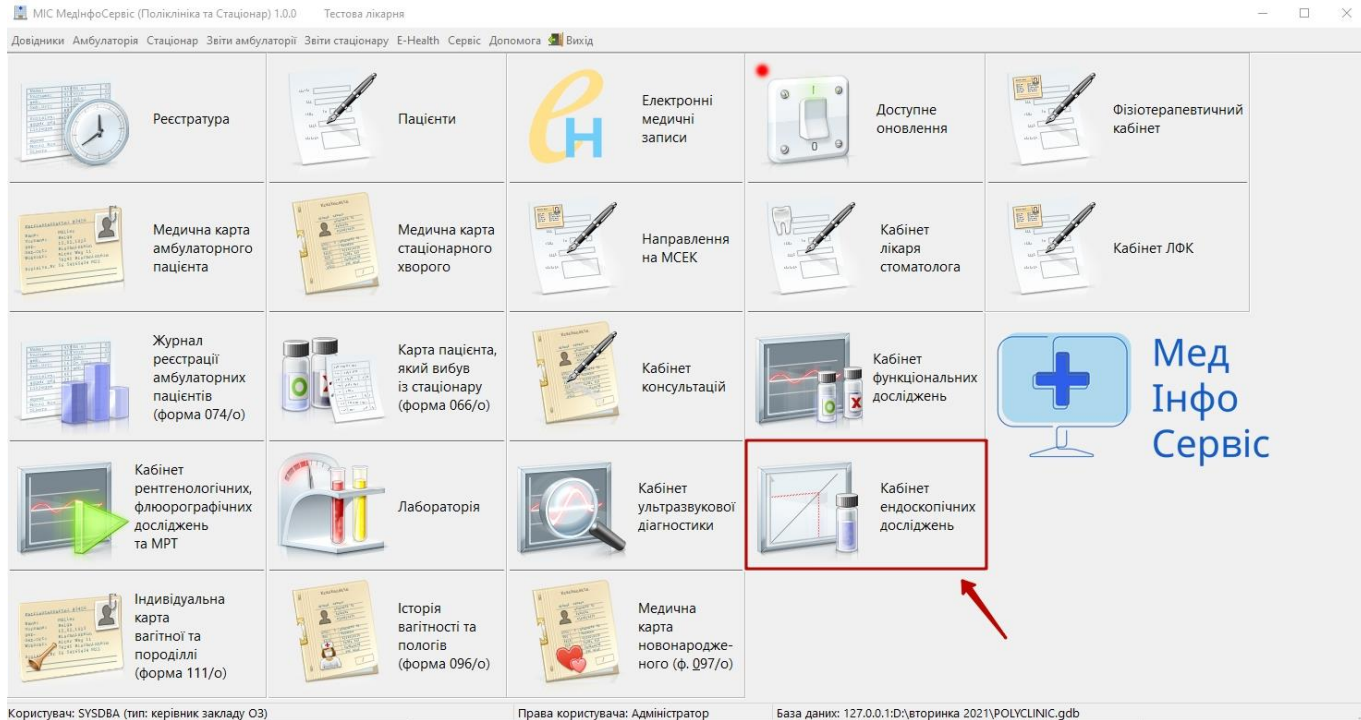 МІС МедІнфоСервіс (Поліклініка та Стаціонар) 1.0.0 Тестова лікарня
Довідники Амбулаторія Стаціонар Звіти амбулаторії Звіти стаціонару E-Health Сервіс Допомога Вихід
Реєстратура
Пацієнти
Електронні
медичні
записи
Доступне
оновлення
Фізіотерапевтичний
кабінет
Медична карта
амбулаторного
пацієнта
Медична карта
стаціонарного
хворого
Направлення
на МСЕК
Кабінет
лікаря
стоматолога
Кабінет ЛФК
Журнал
реєстрації
амбулаторних
пацієнтів
(форма 074/о)
Карта пацієнта,
який вибув
із стаціонару
(форма 066/о)
Кабінет
консультацій
Кабінет
функціональних
досліджень
Мед
Інфо
Сервіс
Кабінет
рентгенологічних,
флюорографічних
досліджень
та МРТ
Лабораторія
Кабінет
ультразвукової
діагностики
Кабінет
ендоскопічних
досліджень
Індивідуальна
карта
вагітної та
породіллі
(форма 111/о)
Історія
вагітності та
пологів
(форма 096/о)
Медична
карта
новонародже-
ного (ф. 097/о)
Користувач: SYSDBA (тип: керівник закладу ОЗ) Права користувача: Адміністратор База даних: 127.0.0.1:D:\вторинка 2021\POLYCLINIC.gdb